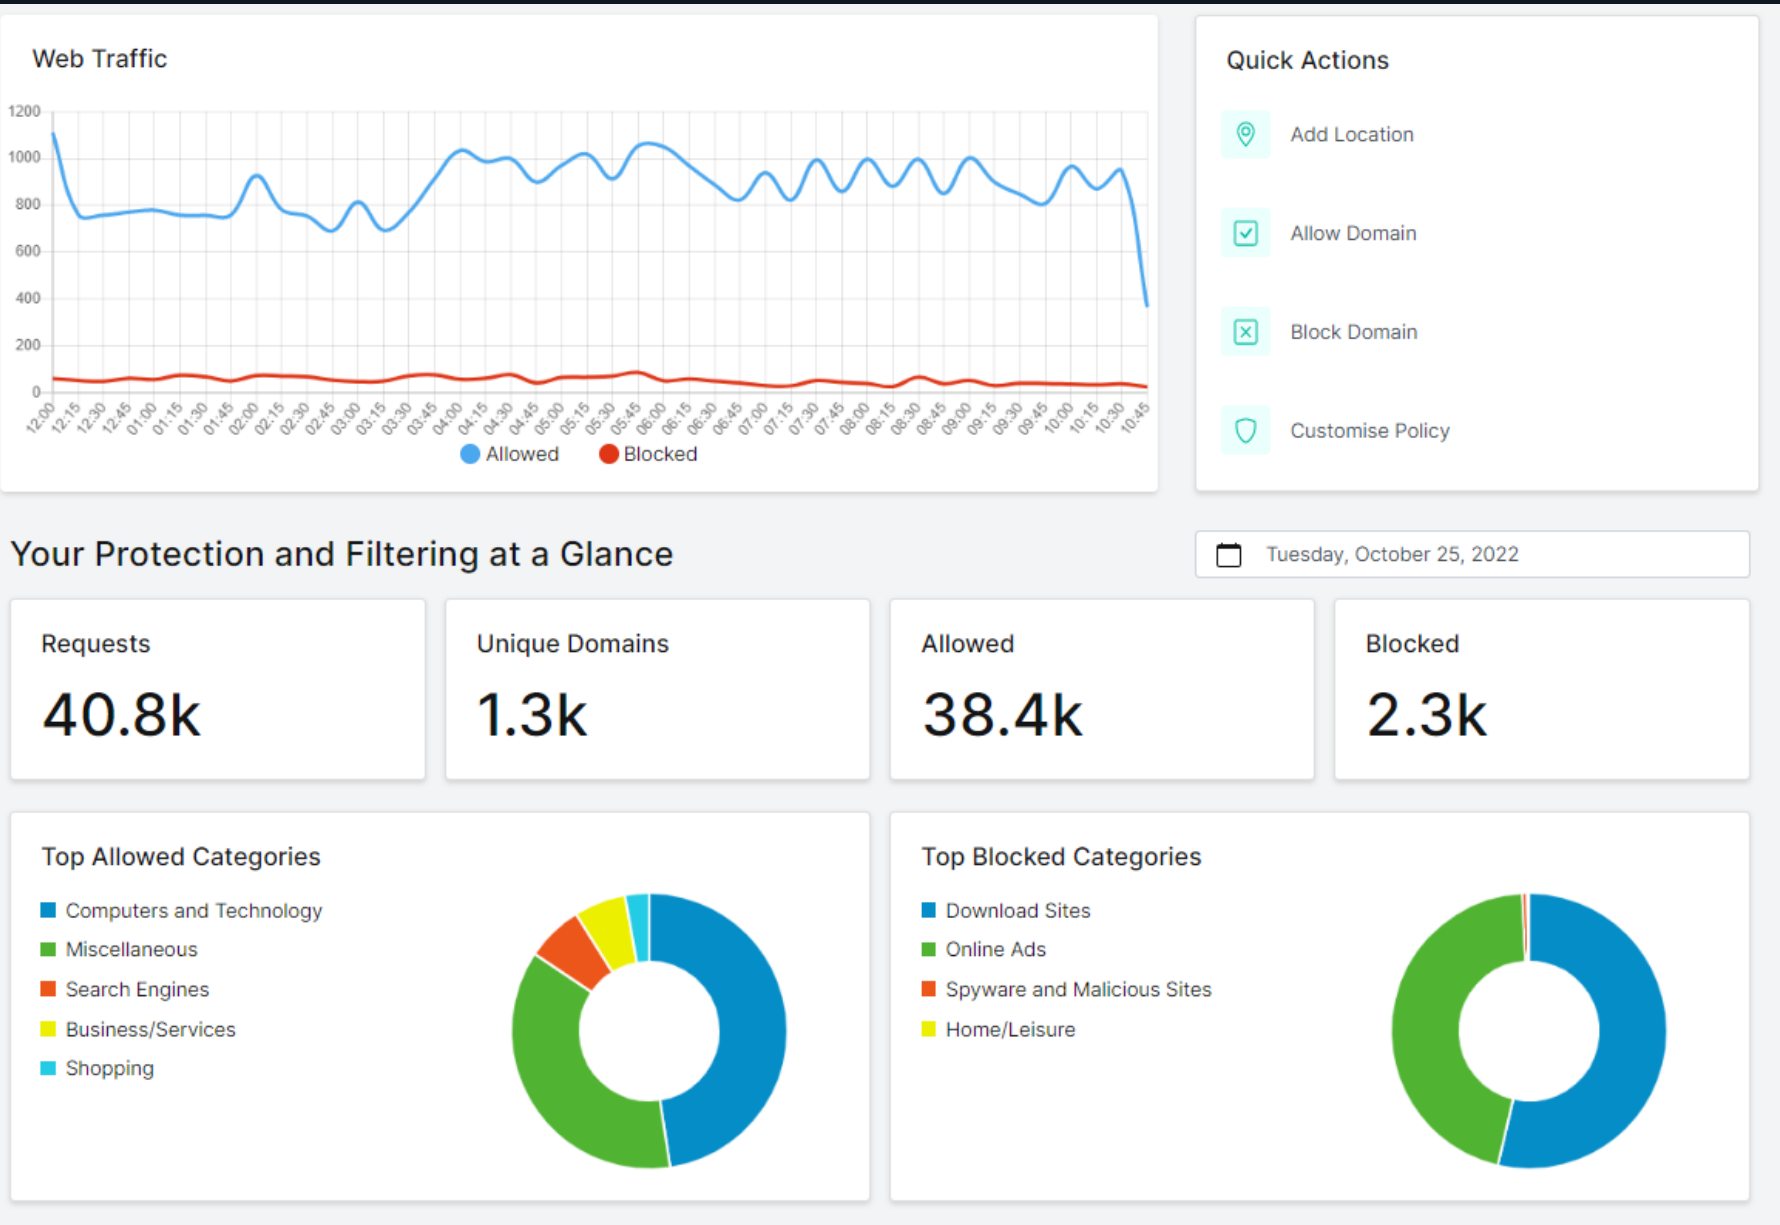 Web Traffic
1200
1000
800
600
400
200
0
12:00 12:15 12:30 12:45 01:00 01:15 01:30 01:45 02:00 02:15 02:30 02:45 03:00 03:15 03:30 03:45 04:00 04:15 04:30 04:45 05:00 05:15 05:30 05:45 06:00 06:15 06:30 06:45 07:00 07:15 07:30 07:45 08:00 08:15 08:30 08:45 09:00 09:15 09:30 09:45 10:00 10:15 10:30 10:45
Allowed Blocked
Quick Actions
Add Location
Allow Domain
Block Domain
Customise Policy
Your Protection and Filtering at a Glance
Tuesday, October 25, 2022
Requests
40.8k
Unique Domains
1.3k
Allowed
38.4k
Blocked
2.3k
Top Allowed Categories
Computers and Technology
Miscellaneous
Search Engines
Business/Services
Shopping
Top Blocked Categories
Download Sites
Online Ads
Spyware and Malicious Sites
Home/Leisure